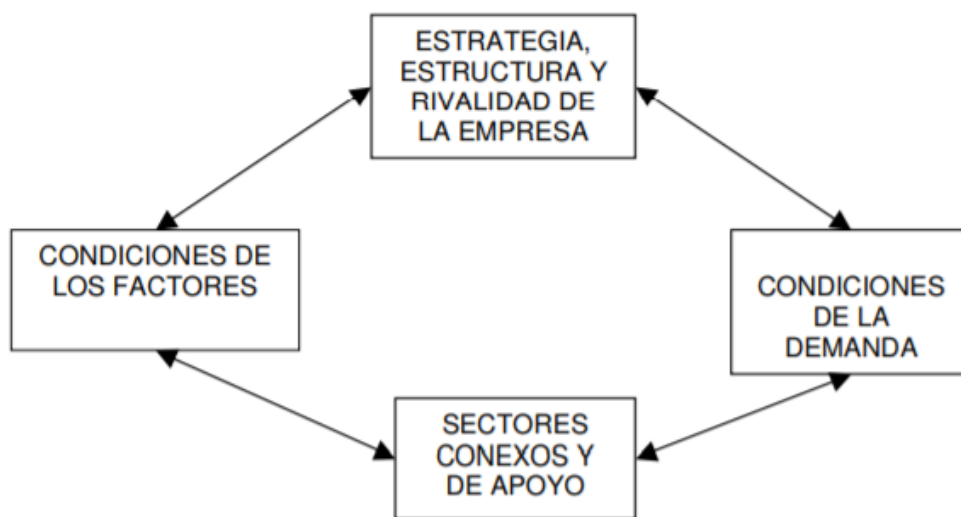 ESTRATEGIA,
ESTRUCTURA Y
RIVALIDAD DE
LA EMPRESA
CONDICIONES DE
LOS FACTORES
CONDICIONES
DE LA
DEMANDA
SECTORES
CONEXOS Y
DE APOYO